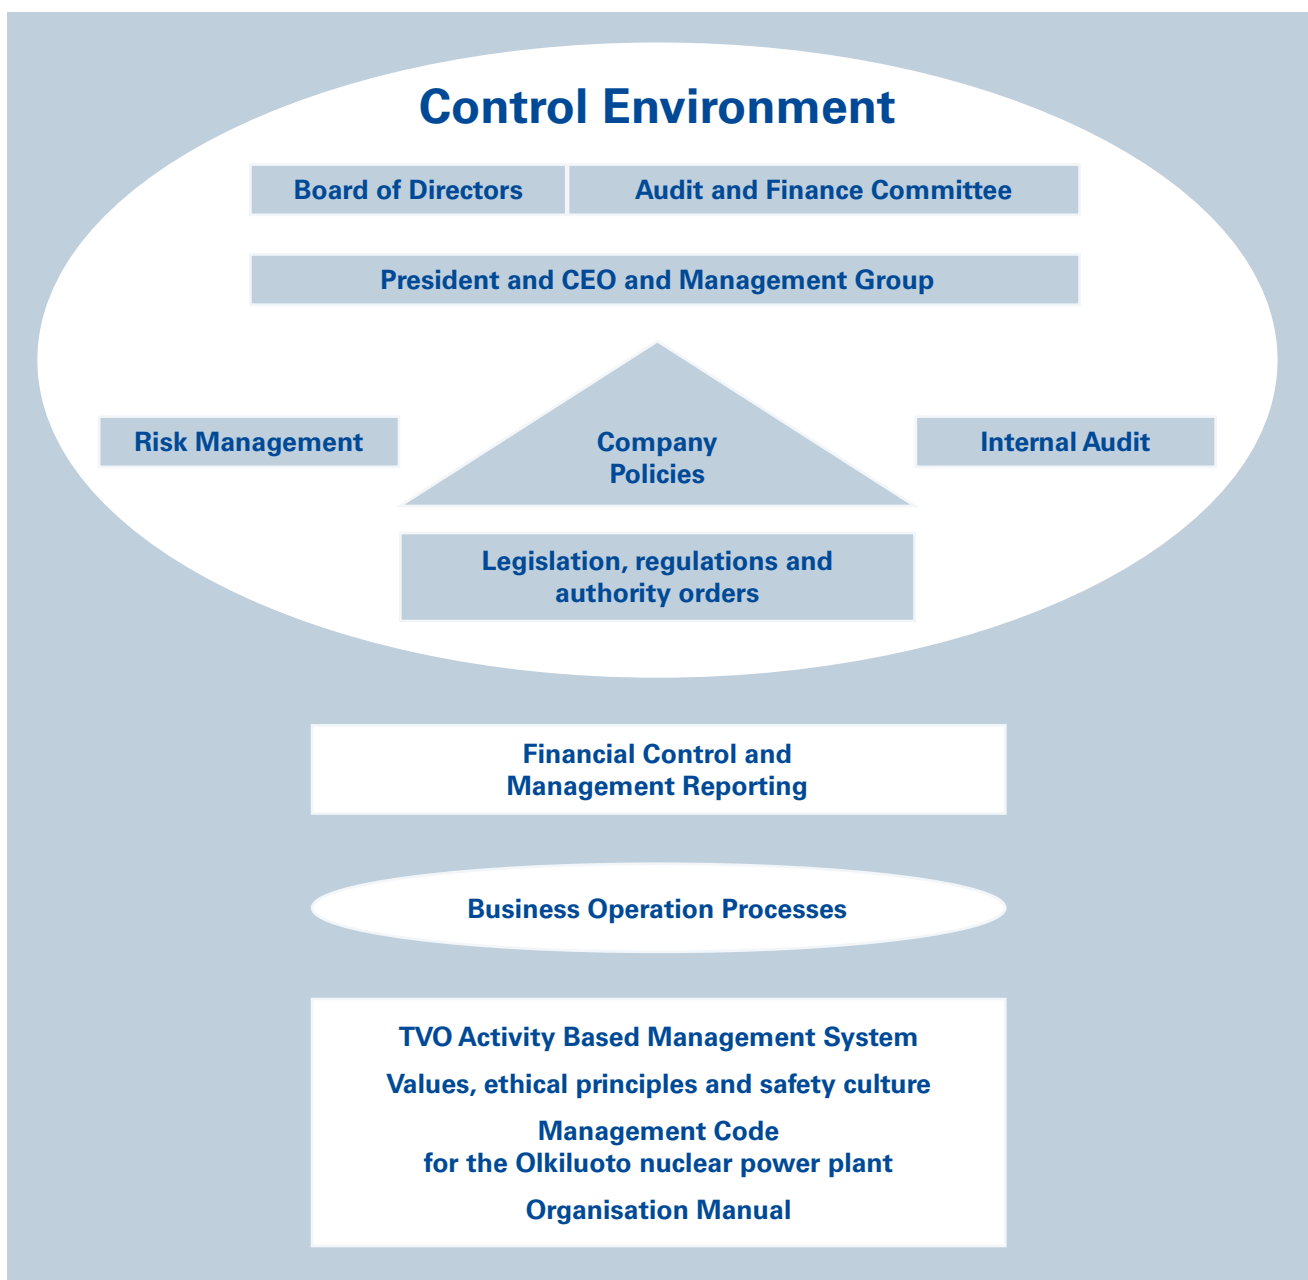 Control Environment
Board of Directors
Audit and Finance Committee
President and CEO and Management Group
Risk Management
Company
Policies
Internal Audit
Legislation, regulations and
authority orders
Financial Control and
Management Reporting
Business Operation Processes
TVO Activity Based Management System
Values, ethical principles and safety culture
Management Code
for the Olkiluoto nuclear power plant
Organisation Manual